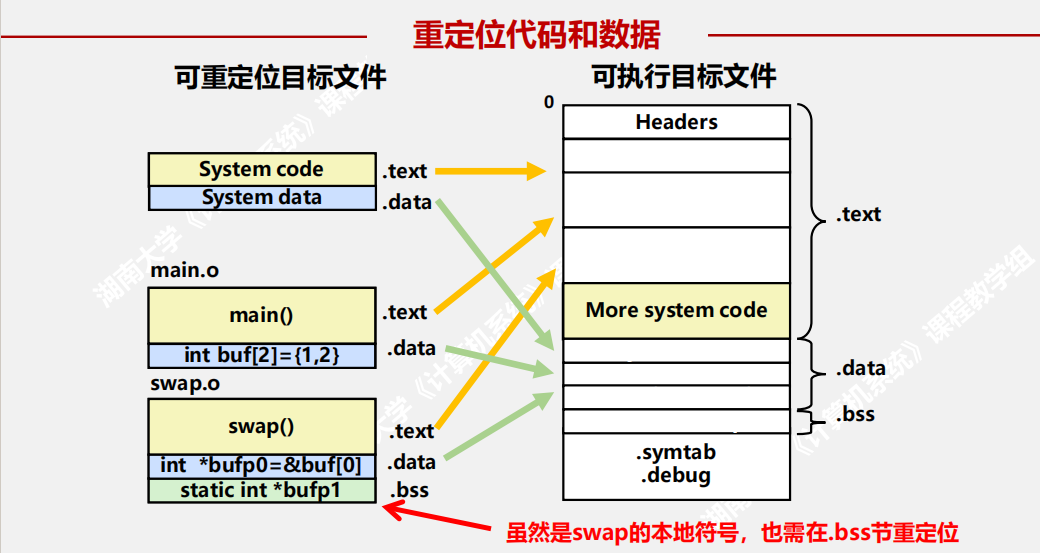 重定位代码和数据
可重定位目标文件
可执行目标文件
0
Headers
System code
.text
System data
.data
.text
main.o
main()
.text
More system code
int buf[2]={1,2}
.data
.data
swap.o
.bss
swap()
.text
.symtab
.debug
int *bufp0=&buf[0]
.data
static int *bufp1
.bss
虽然是swap的本地符号，也需在.bss节重定位
湖南大学《计算机系统》课程教学组